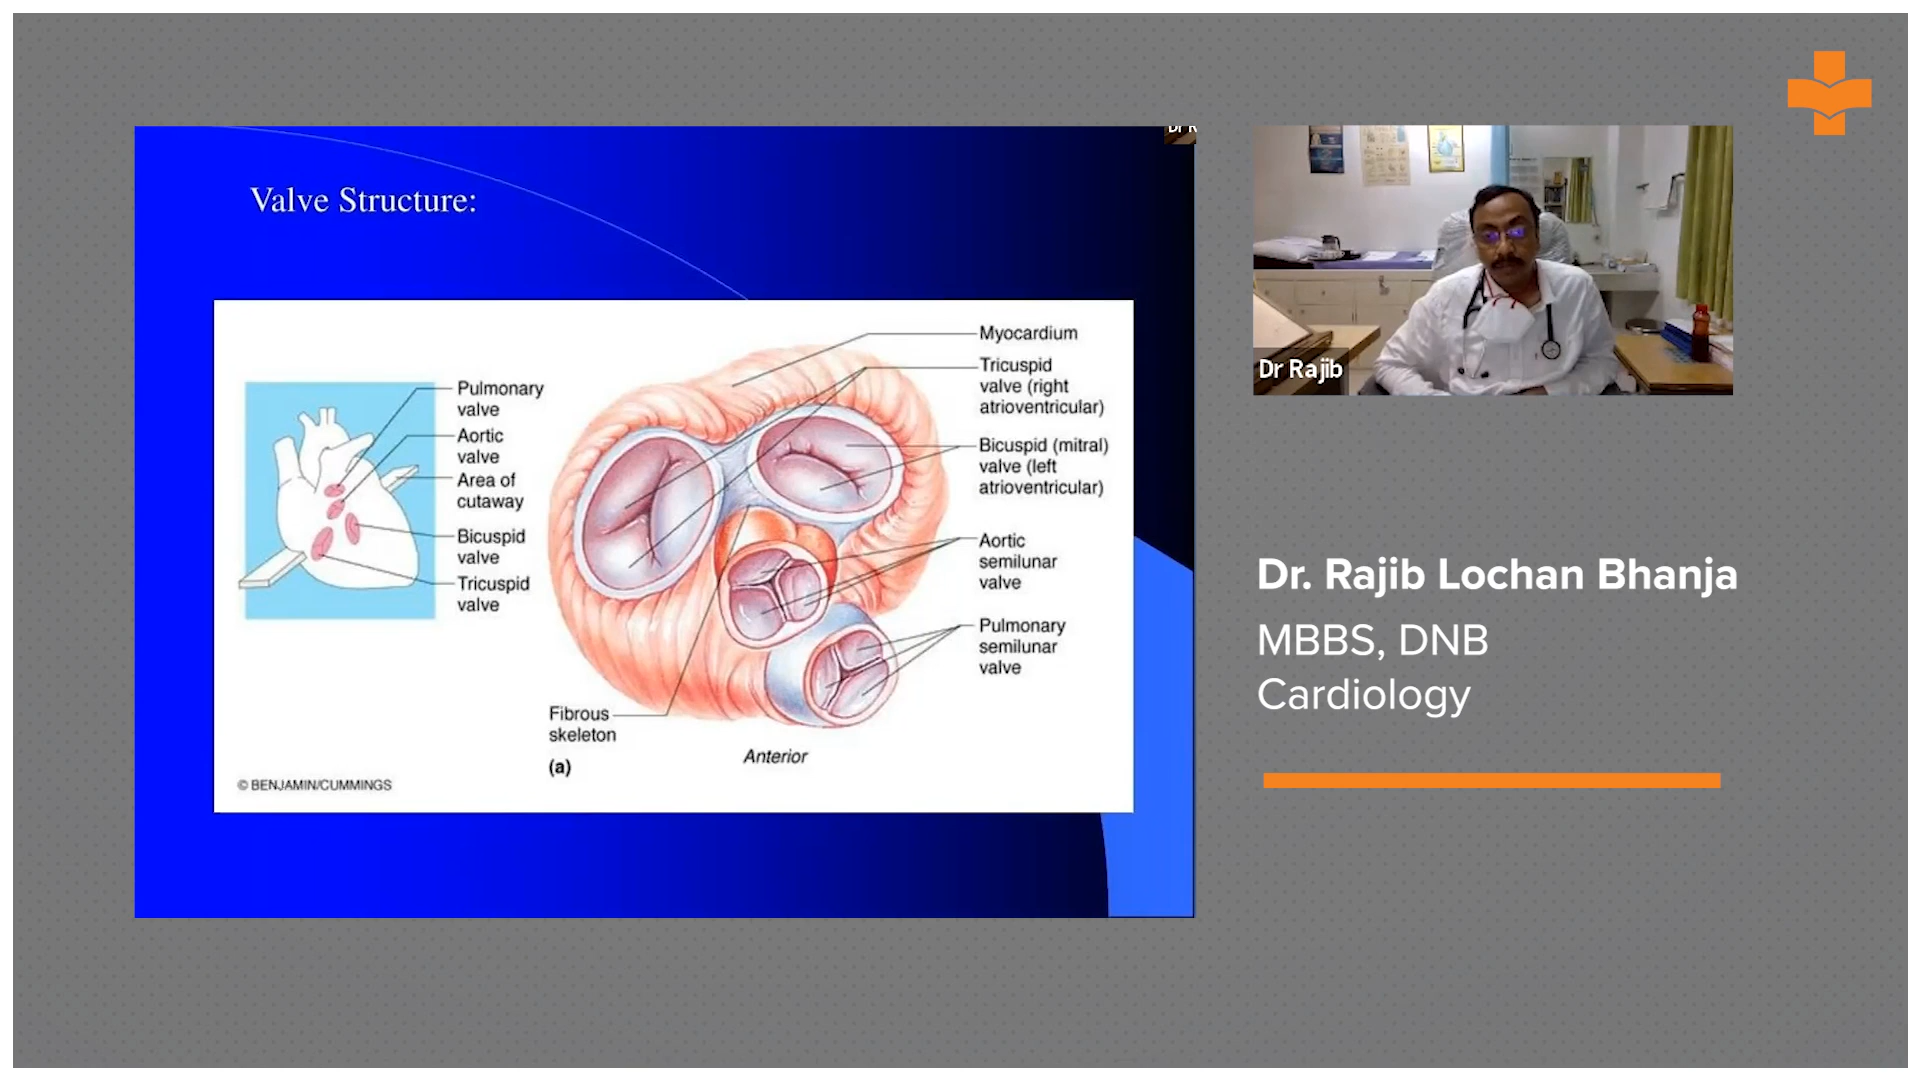 Dr R
Valve Structure:
Pulmonary
valve
Aortic
valve
Area of
cutaway
Bicuspid
valve
Tricuspid
valve
Myocardium
Tricuspid
valve (right
atrioventricular)
Bicuspid (mitral)
valve (left
atrioventricular)
Aortic
semilunar
valve
Pulmonary
semilunar
valve
Fibrous
skeleton
(a)
Anterior
© BENJAMIN/CUMMINGS
Dr Rajib
Dr. Rajib Lochan Bhanja
MBBS, DNB
Cardiology